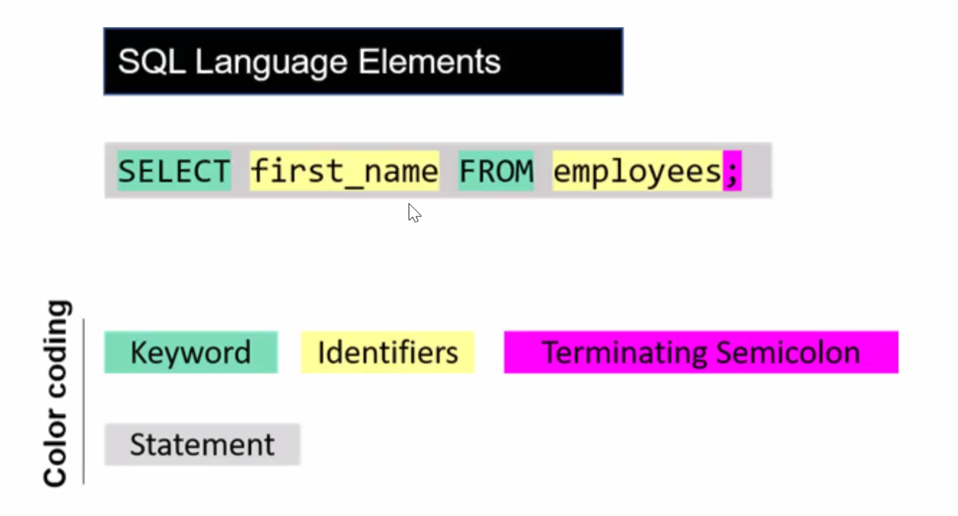 SQL Language Elements
SELECT first_name FROM employees;
Color coding
Keyword Identifiers Terminating Semicolon
Statement